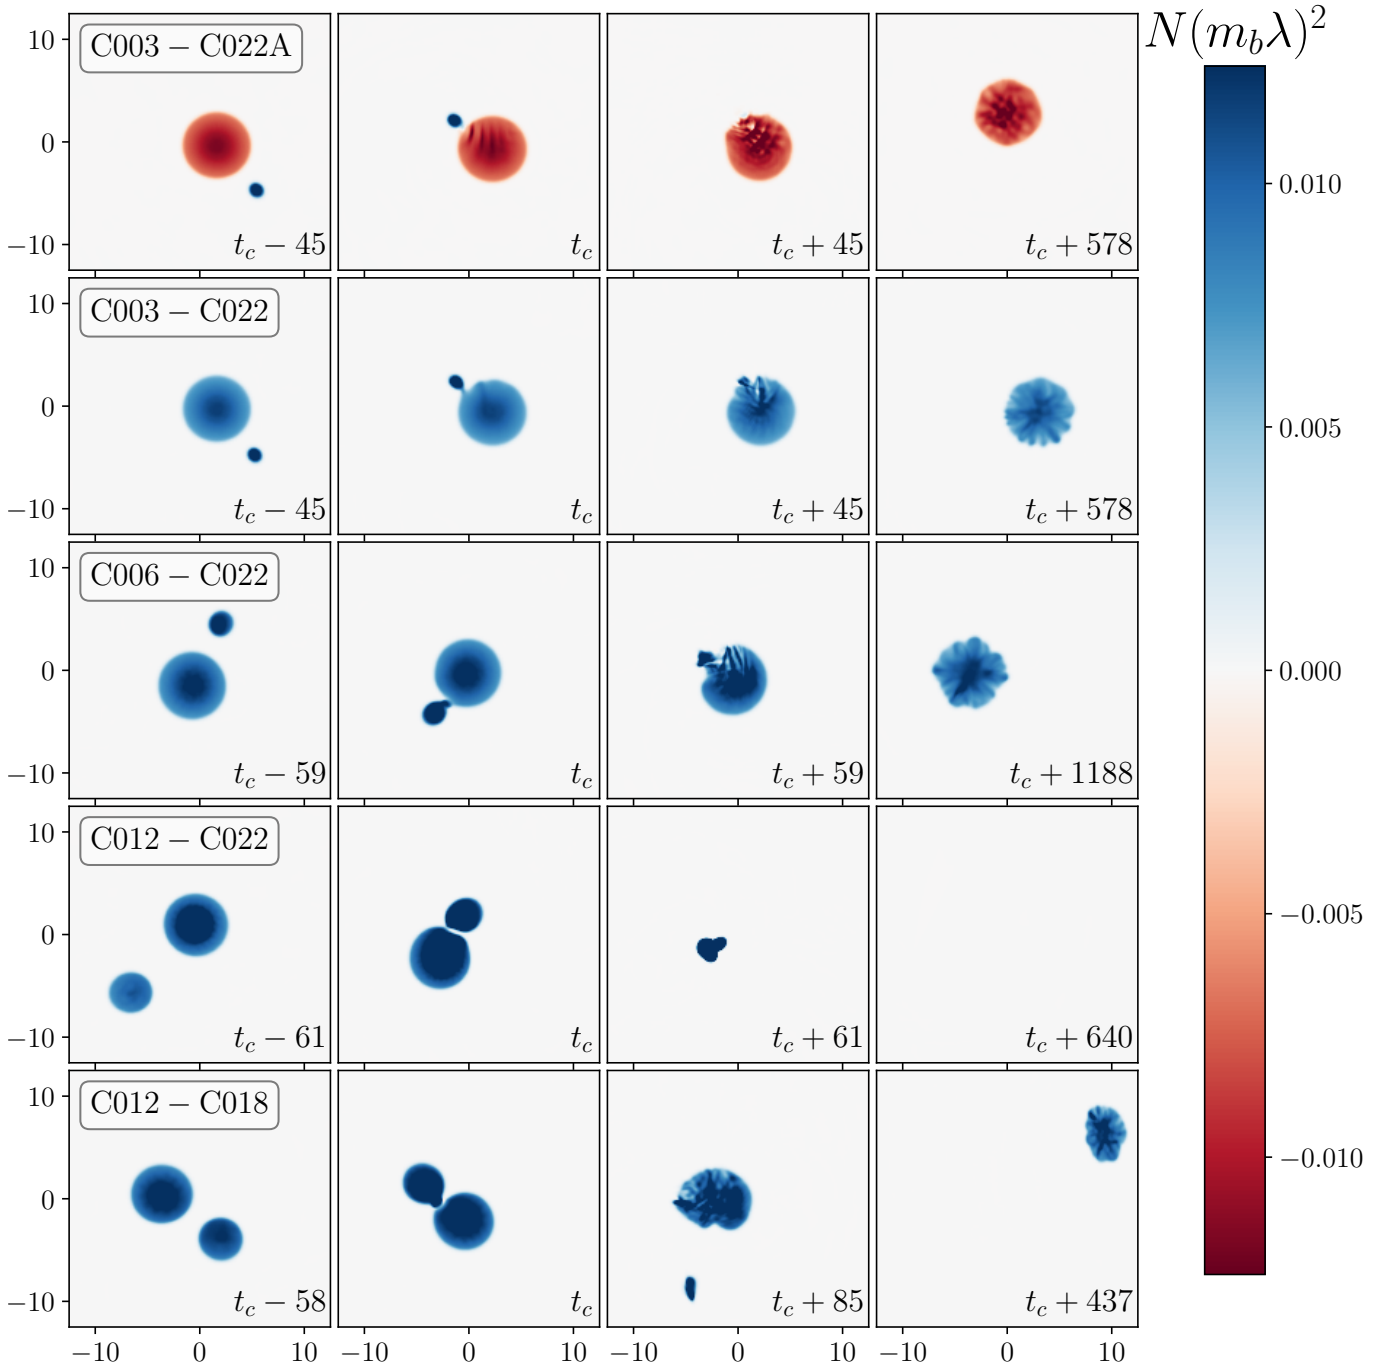 N(m_bλ)²
10
0
−10
C003 − C022A
t_c − 45
t_c
t_c + 45
t_c + 578
10
0
−10
C003 − C022
t_c − 45
t_c
t_c + 45
t_c + 578
10
0
−10
C006 − C022
t_c − 59
t_c
t_c + 59
t_c + 1188
10
0
−10
C012 − C022
t_c − 61
t_c
t_c + 61
t_c + 640
10
0
−10
C012 − C018
t_c − 58
t_c
t_c + 85
t_c + 437
−10 0 10 −10 0 10 −10 0 10 −10 0 10
0.010
0.005
0.000
−0.005
−0.010